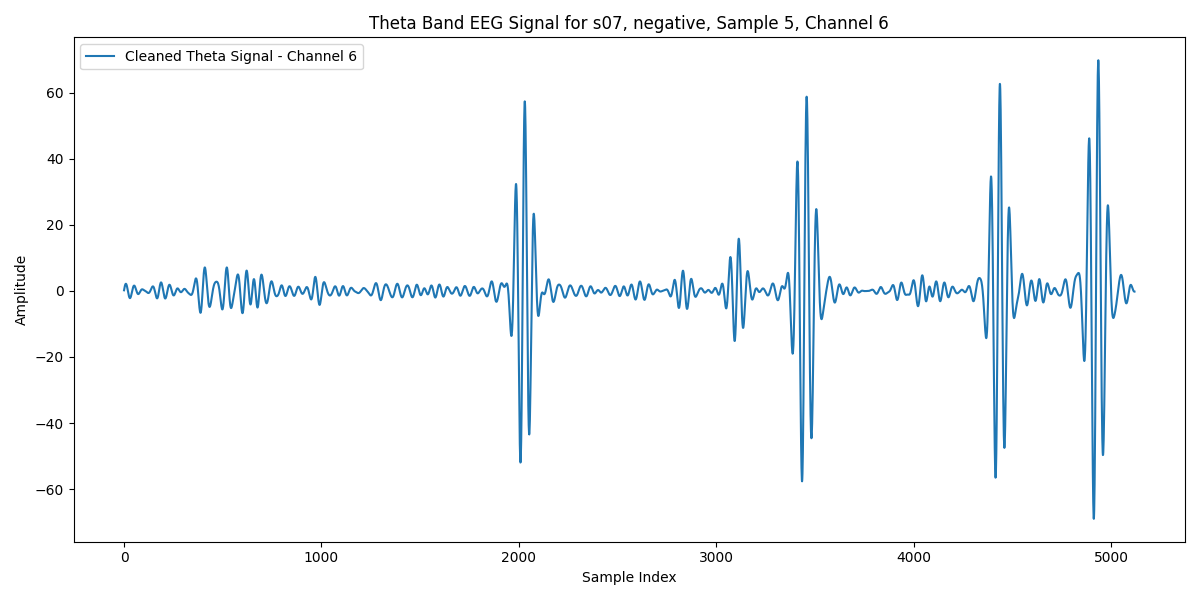 Theta Band EEG Signal for s07, negative, Sample 5, Channel 6
Cleaned Theta Signal - Channel 6
Amplitude
60
40
20
0
−20
−40
−60
0 1000 2000 3000 4000 5000
Sample Index